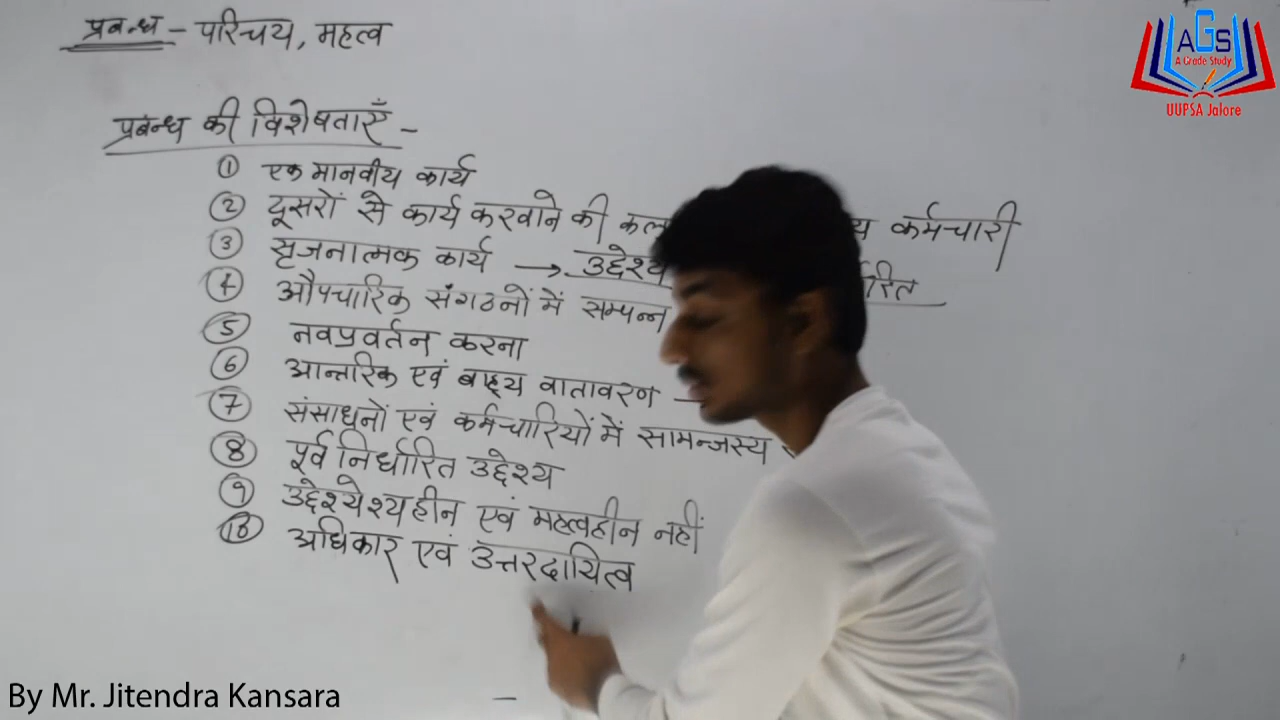 प्रबन्ध - परिचय, महत्व
AGS
A Grade Study
UUPSA Jalore
प्रबन्ध की विशेषताएँ -
① एक मानवीय कार्य
② दूसरों से कार्य करवाने की कर्मचारी
③ सृजनात्मक कार्य → उद्देश्य
④ औपचारिक संगठनों में सम्पन्न
⑤ नवप्रवर्तन करना
⑥ आन्तरिक एवं बाह्य वातावरण -
⑦ संसाधनों एवं कर्मचारियों में सामन्जस्य
⑧ पूर्व निर्धारित उद्देश्य
⑨ उद्देश्येश्यहीन एवं महत्वहीन नहीं
⑩ अधिकार एवं उत्तरदायित्व
By Mr. Jitendra Kansara